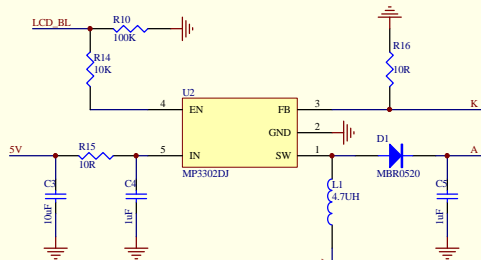 LCD_BL
R10
100K
R14
10K
R16
10R
U2
4
EN
FB
3
K
GND
2
5V
R15
10R
5
IN
SW
1
D1
A
MP3302DJ
MBR0520
C3
10uF
C4
1uF
L1
4.7UH
C5
1uF